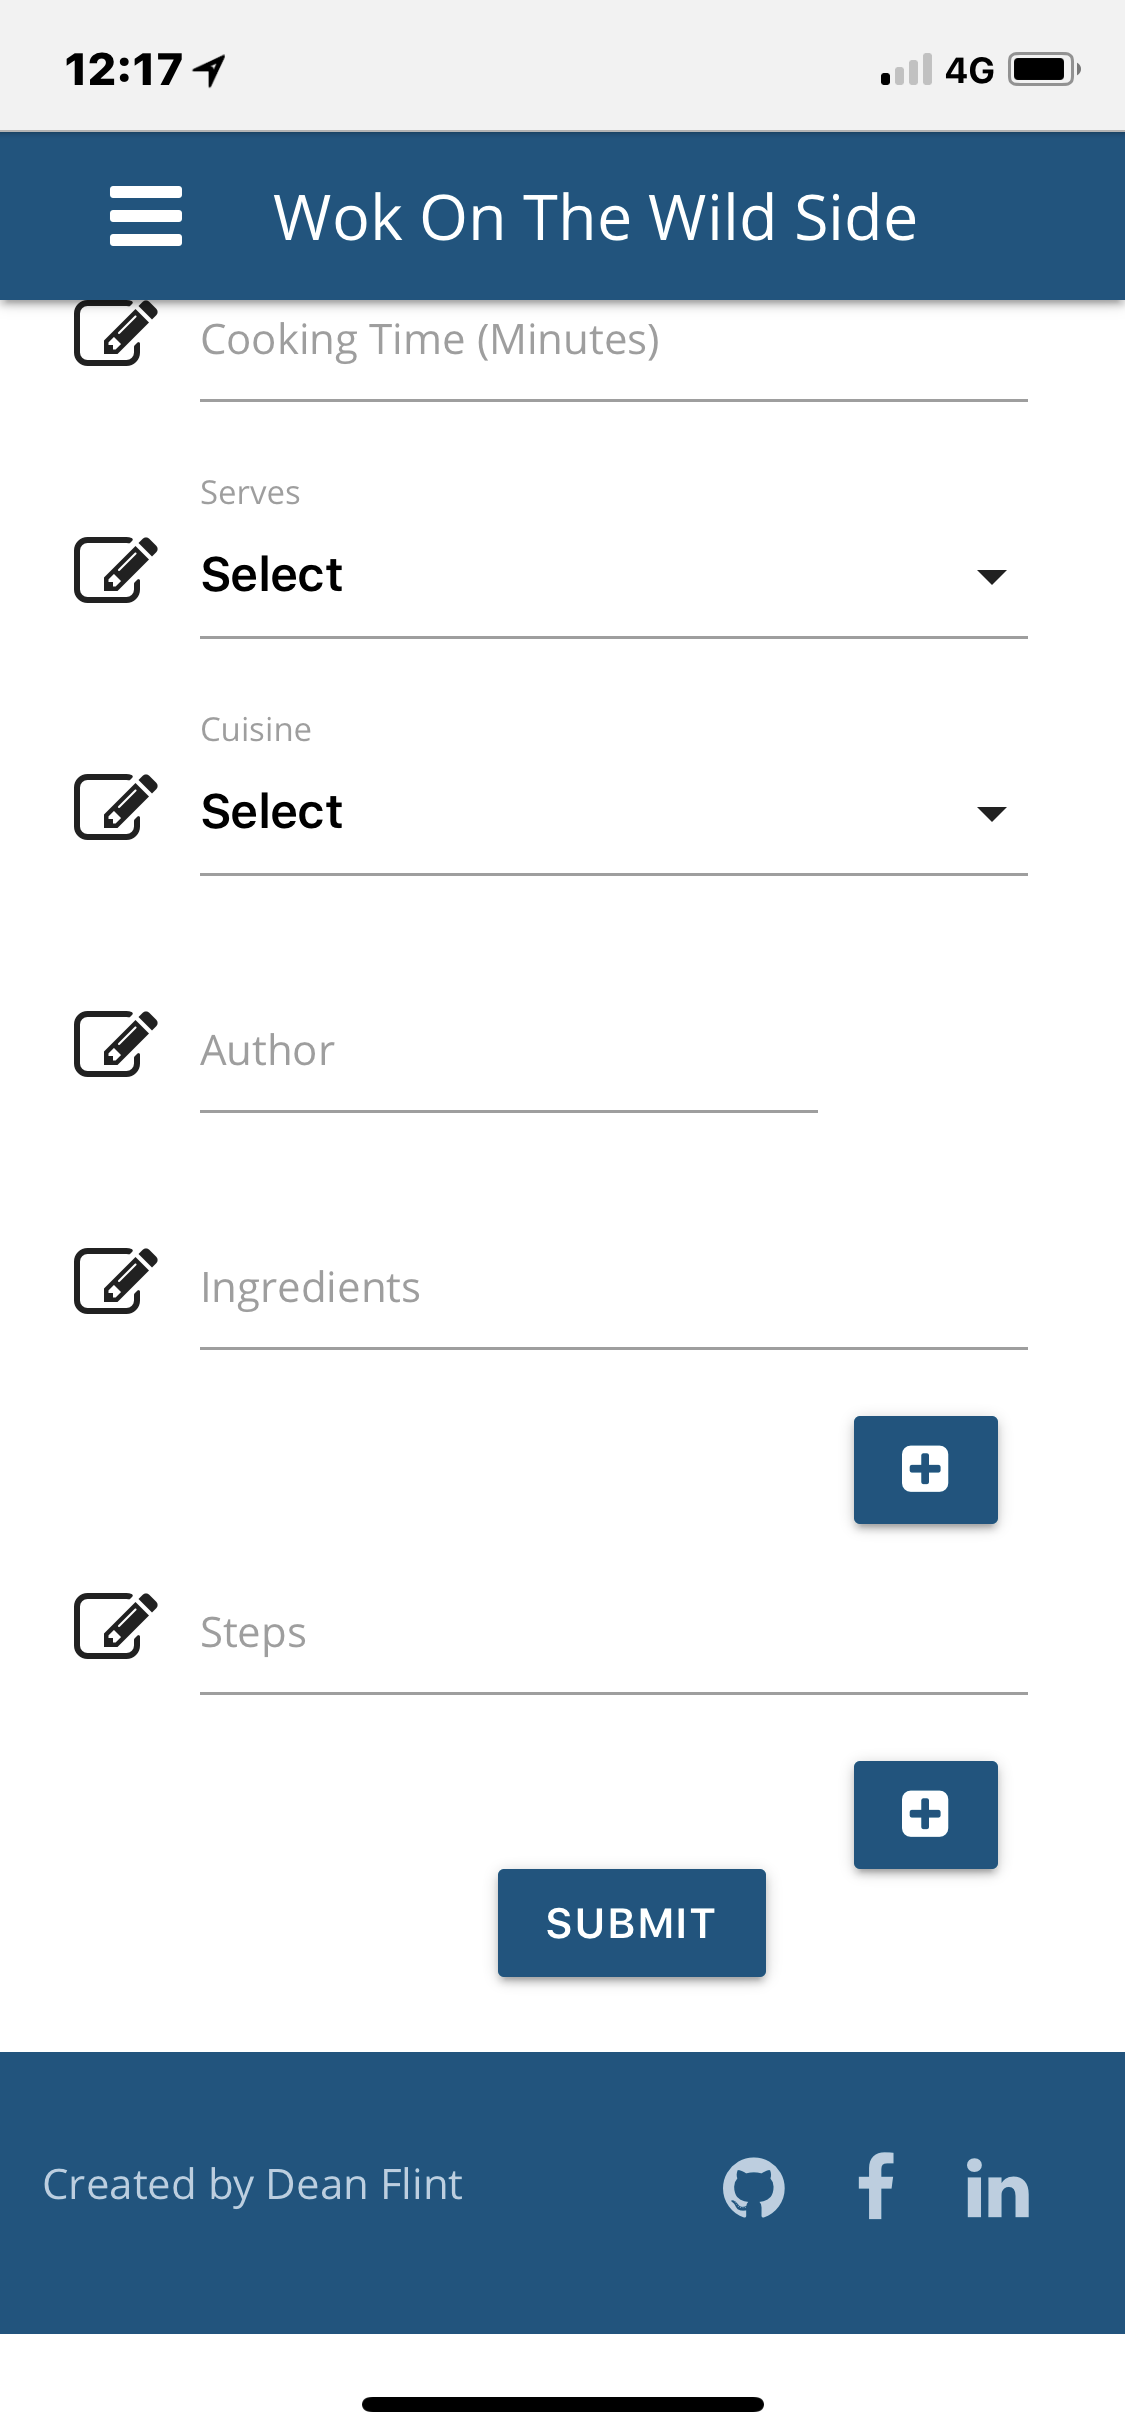 12:17
4G
Wok On The Wild Side
Cooking Time (Minutes)
Serves
Select
Cuisine
Select
Author
Ingredients
Steps
SUBMIT
Created by Dean Flint